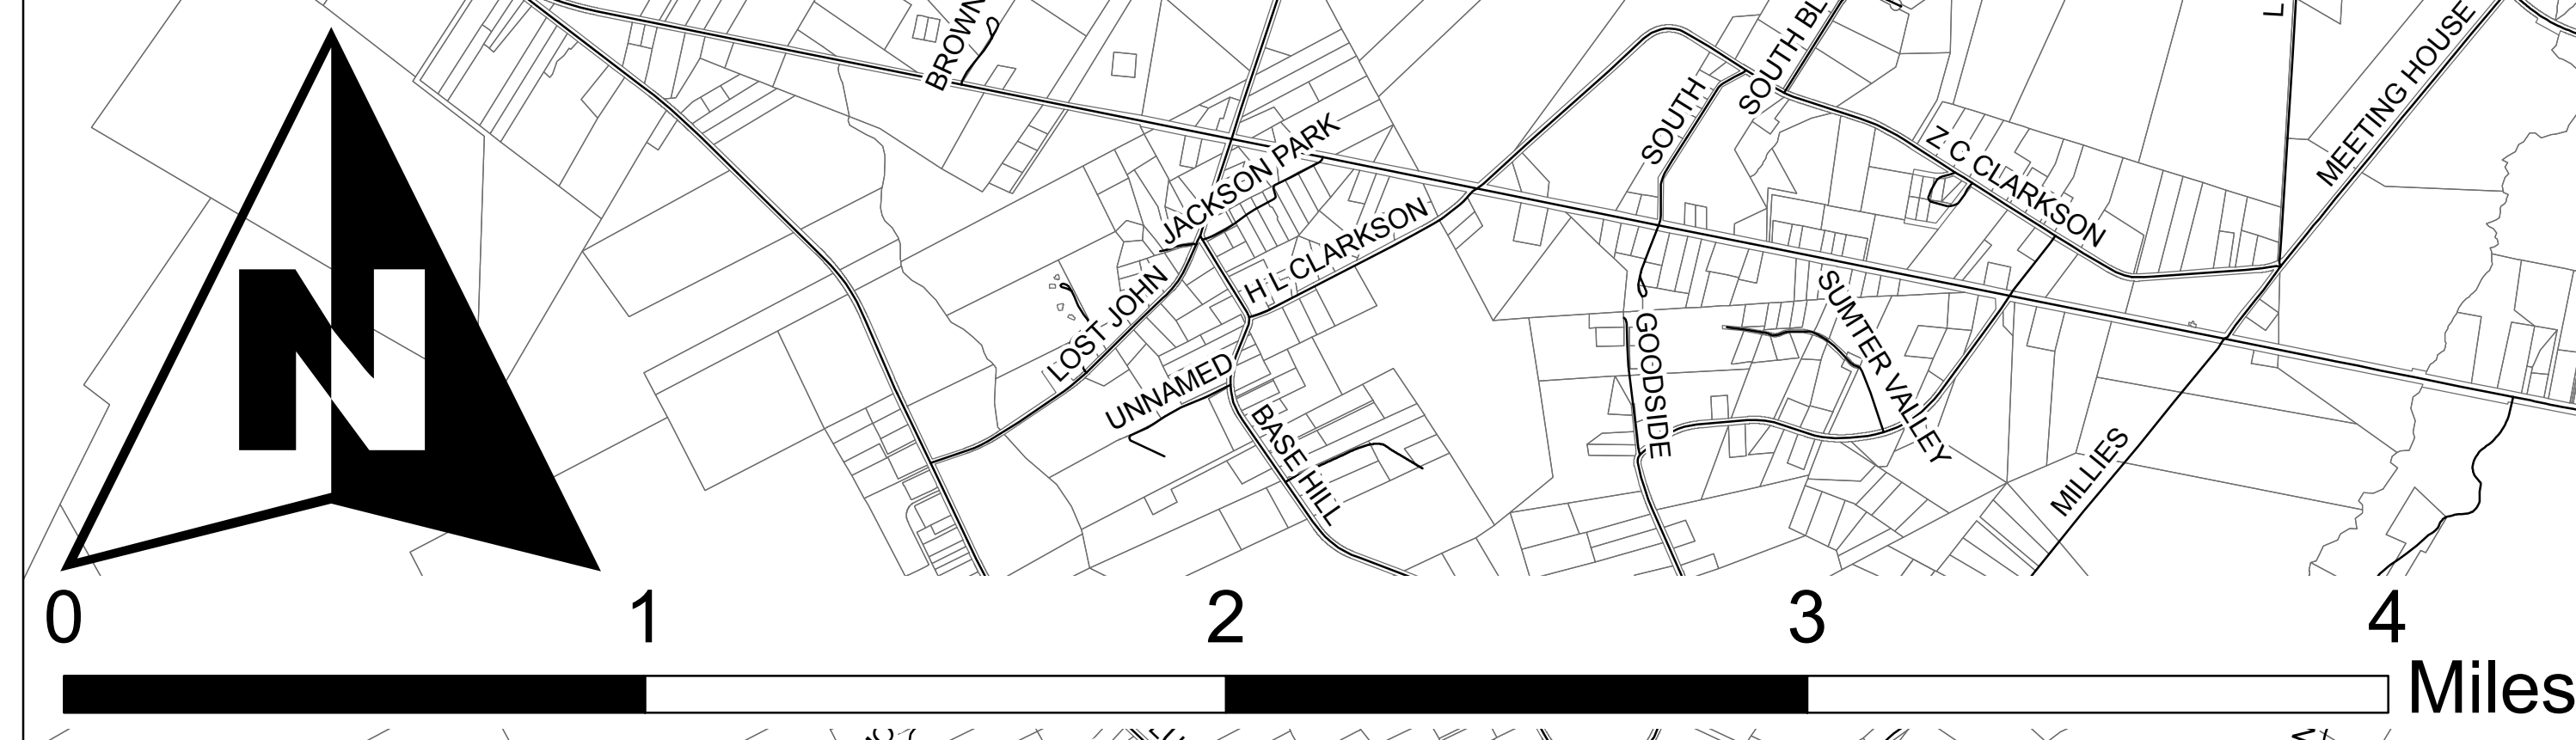 BROWN
SOUTH BL
L
MEETING HOUSE
SOUTH
JACKSON PARK
Z C CLARKSON
H L CLARKSON
LOST JOHN
SUMTER VALLEY
GOODSIDE
UNNAMED
BASE HILL
MILLIES
N
0 1 2 3 4
Miles